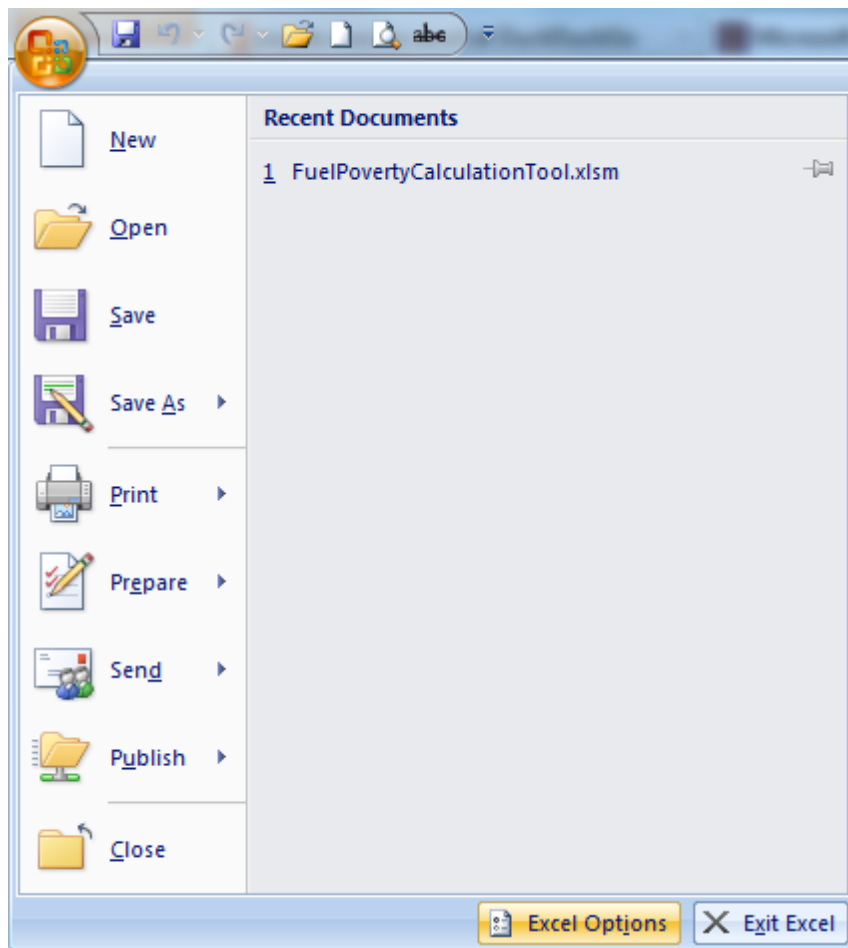 abc
Recent Documents
1 FuelPovertyCalculationTool.xlsm
New
Open
Save
Save As
Print
Prepare
Send
Publish
Close
Excel Options
Exit Excel